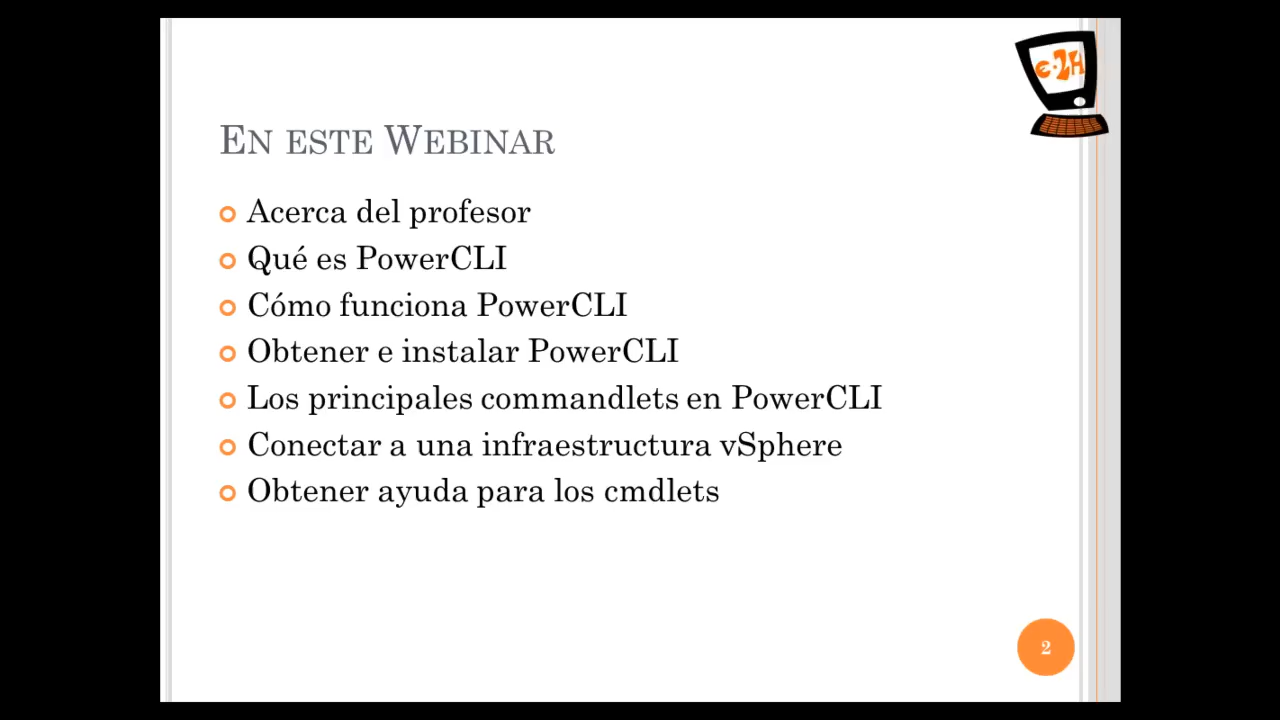 e-2H
En este Webinar
Acerca del profesor
Qué es PowerCLI
Cómo funciona PowerCLI
Obtener e instalar PowerCLI
Los principales commandlets en PowerCLI
Conectar a una infraestructura vSphere
Obtener ayuda para los cmdlets
2